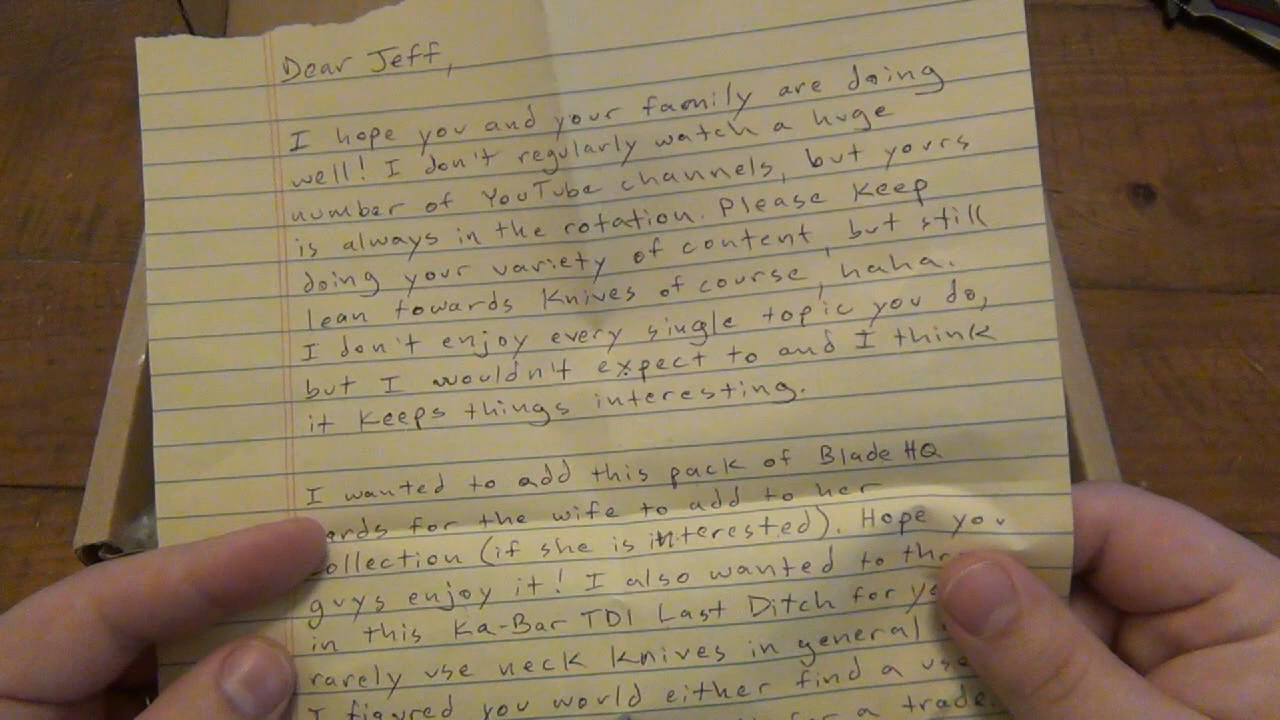 Dear Jeff,
I hope you and your family are doing
well! I don't regularly watch a huge
number of YouTube channels, but yours
is always in the rotation. Please keep
doing your variety of content, but still
lean towards knives of course, haha.
I don't enjoy every single topic you do,
but I wouldn't expect to and I think
it keeps things interesting.
I wanted to add this pack of Blade HQ
ards for the wife to add to her
ollection (if she is interested). Hope you
guys enjoy it! I also wanted to thr
in this Ka-Bar TDI Last Ditch for yo
rarely use neck knives in general
I figured you would either find a use
for a trade.